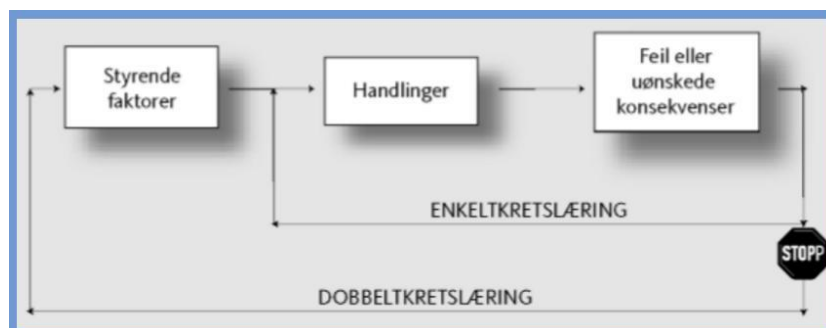 Styrende
faktorer
Handlinger
Feil eller
uønskede
konsekvenser
ENKELTKRETSLÆRING
STOPP
DOBBELTKRETSLÆRING